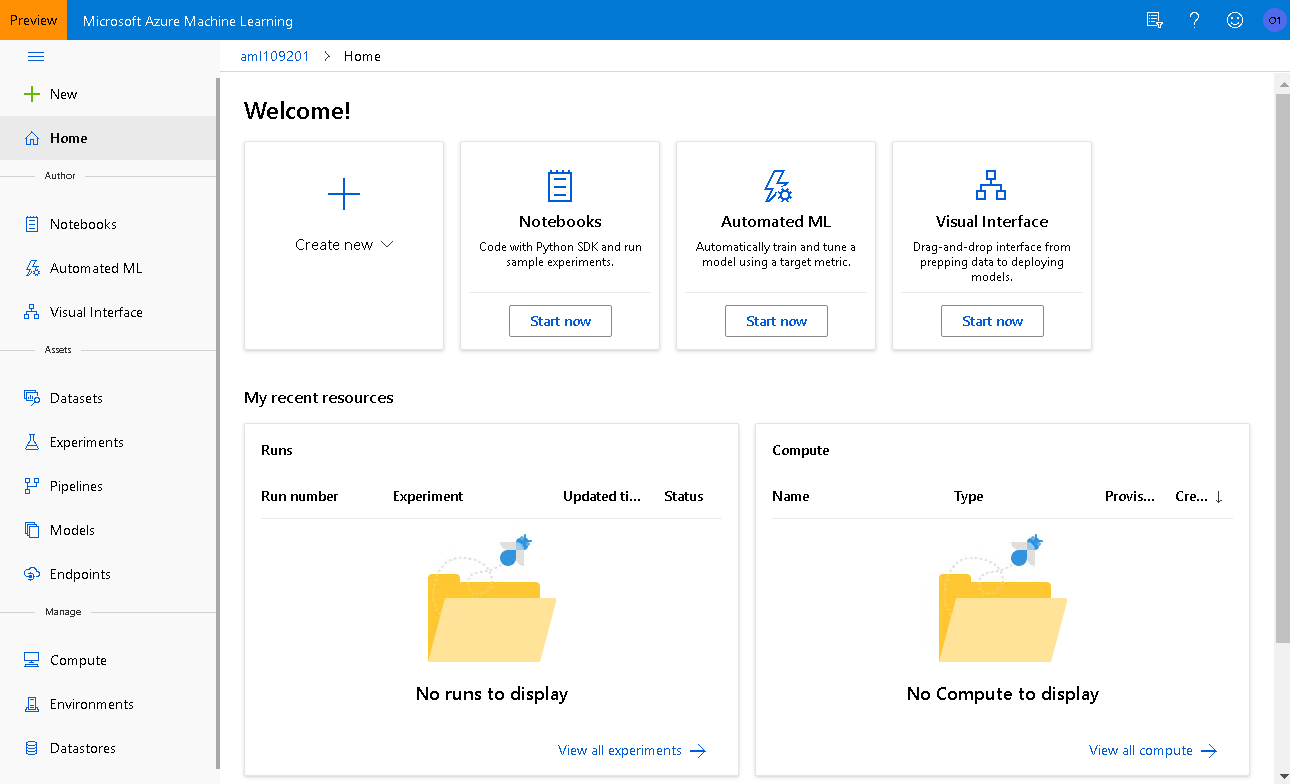 Preview
Microsoft Azure Machine Learning
?
O1
aml109201 > Home
New
Home
Author
Notebooks
Automated ML
Visual Interface
Assets
Datasets
Experiments
Pipelines
Models
Endpoints
Manage
Compute
Environments
Datastores
Welcome!
Create new
Notebooks
Code with Python SDK and run
sample experiments.
Start now
Automated ML
Automatically train and tune a
model using a target metric.
Start now
Visual Interface
Drag-and-drop interface from
prepping data to deploying
models.
Start now
My recent resources
Runs
Run number Experiment Updated ti... Status
No runs to display
View all experiments
Compute
Name Type Provis... Cre... ↓
No Compute to display
View all compute